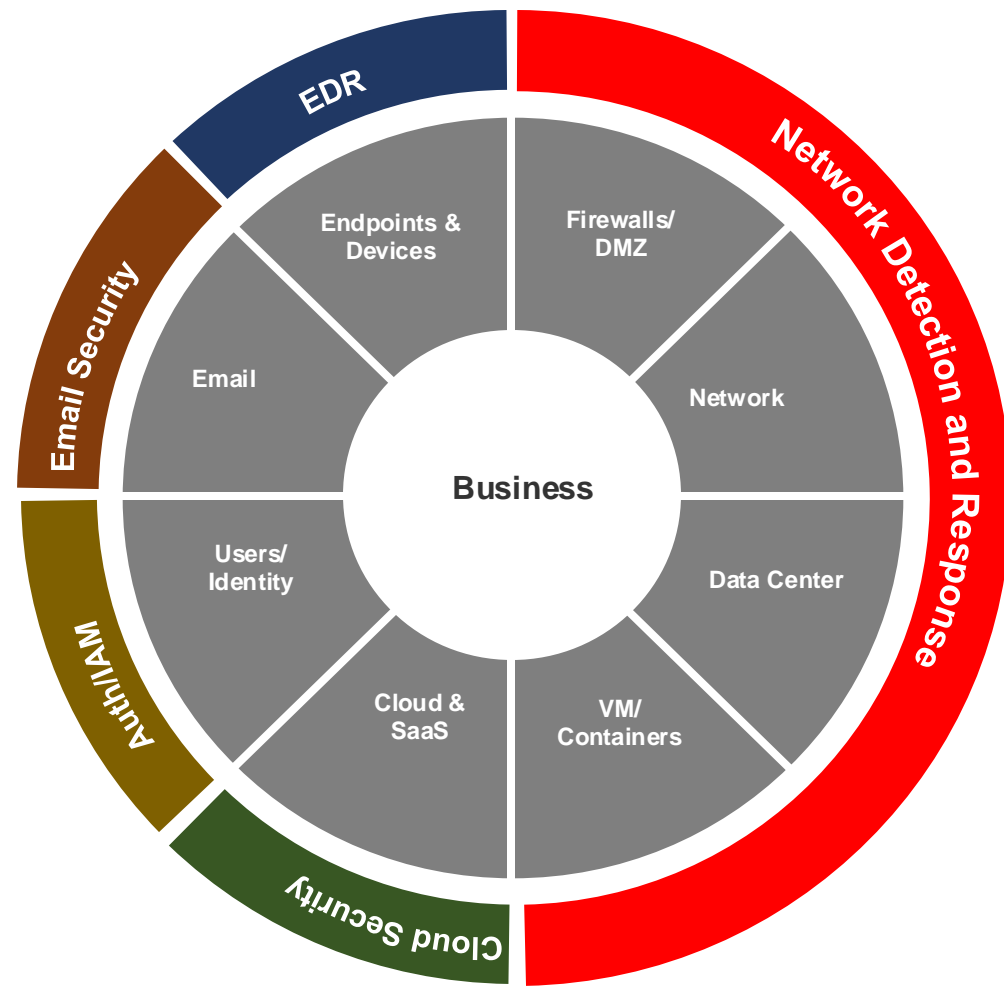 EDR
Network Detection and Response
Email Security
Auth/IAM
Cloud Security
Endpoints &
Devices
Firewalls/
DMZ
Email
Network
Business
Users/
Identity
Data Center
Cloud &
SaaS
VM/
Containers